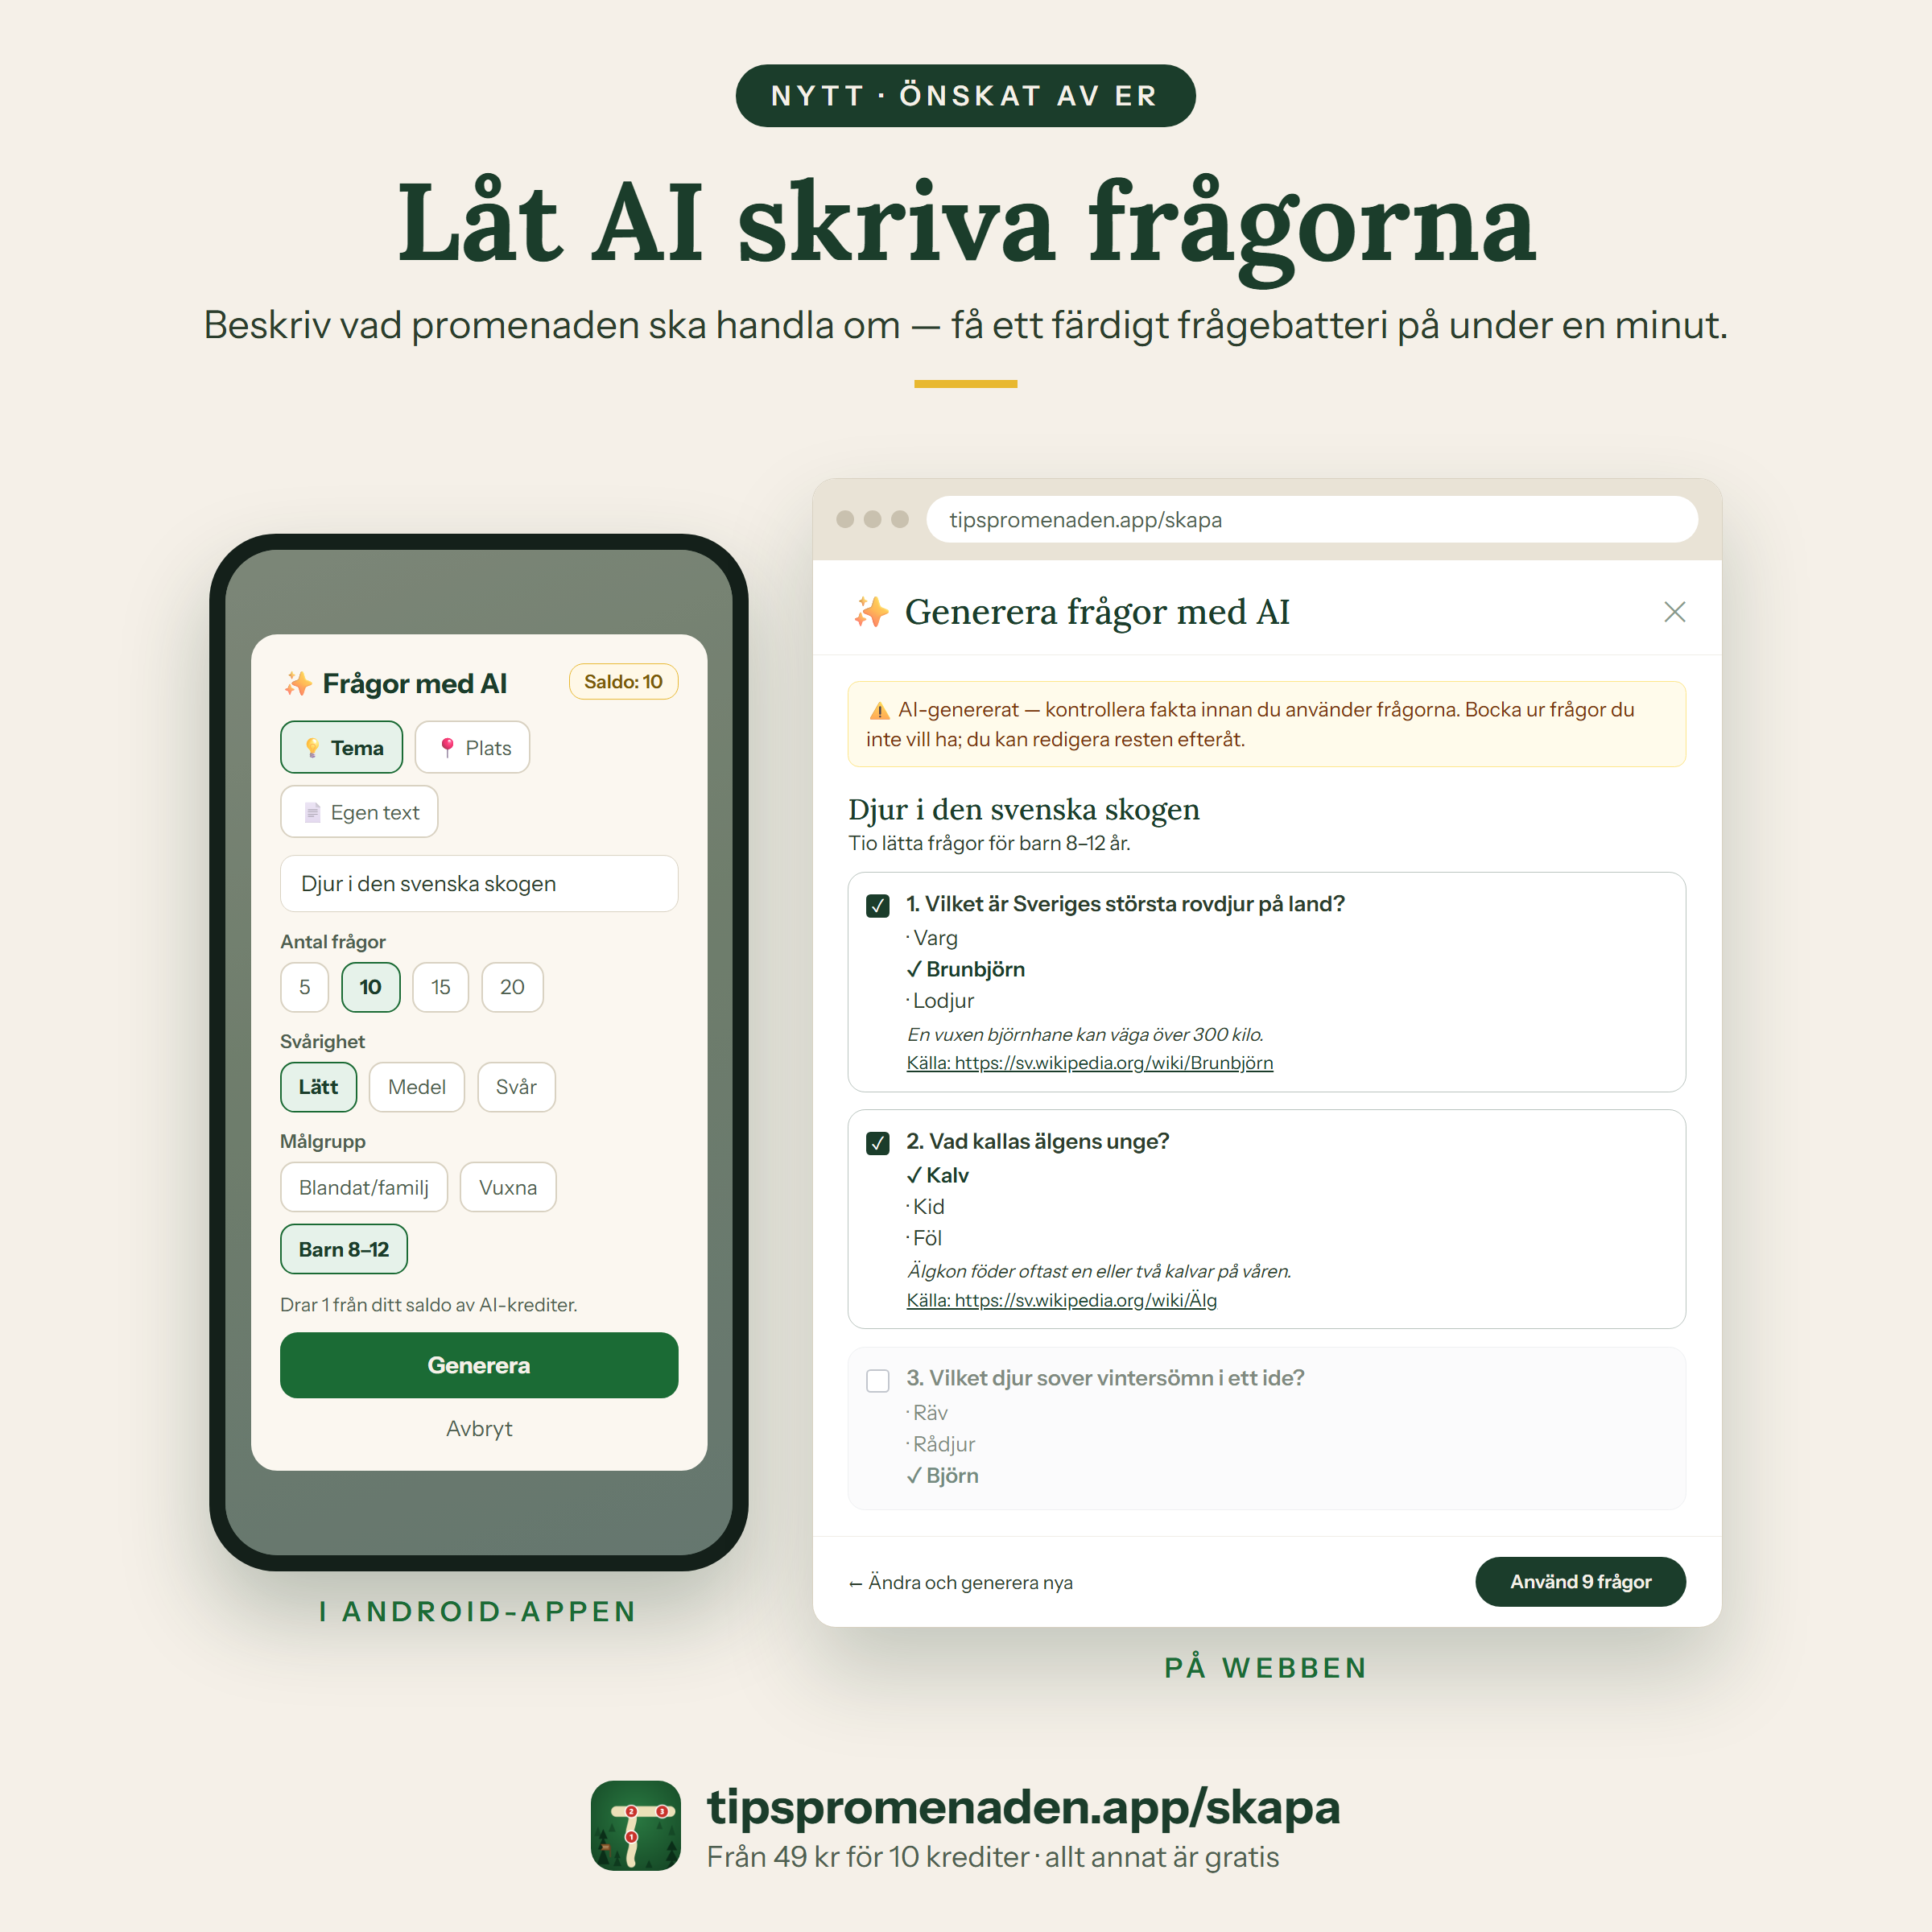 NYTT · ÖNSKAT AV ER
Låt AI skriva frågorna
Beskriv vad promenaden ska handla om — få ett färdigt frågebatteri på under en minut.
✨ Frågor med AI
Saldo: 10
💡 Tema
📍 Plats
📄 Egen text
Djur i den svenska skogen
Antal frågor
5
10
15
20
Svårighet
Lätt
Medel
Svår
Målgrupp
Blandat/familj
Vuxna
Barn 8–12
Drar 1 från ditt saldo av AI-krediter.
Generera
Avbryt
I ANDROID-APPEN
tipspromenaden.app/skapa
✨ Generera frågor med AI
⚠️ AI-genererat — kontrollera fakta innan du använder frågorna. Bocka ur frågor du
inte vill ha; du kan redigera resten efteråt.
Djur i den svenska skogen
Tio lätta frågor för barn 8–12 år.
✓ 1. Vilket är Sveriges största rovdjur på land?
· Varg
✓ Brunbjörn
· Lodjur
En vuxen björnhane kan väga över 300 kilo.
Källa: https://sv.wikipedia.org/wiki/Brunbjörn
✓ 2. Vad kallas älgens unge?
✓ Kalv
· Kid
· Föl
Älgkon föder oftast en eller två kalvar på våren.
Källa: https://sv.wikipedia.org/wiki/Älg
3. Vilket djur sover vintersömn i ett ide?
· Räv
· Rådjur
✓ Björn
← Ändra och generera nya
Använd 9 frågor
PÅ WEBBEN
2
3
1
tipspromenaden.app/skapa
Från 49 kr för 10 krediter · allt annat är gratis